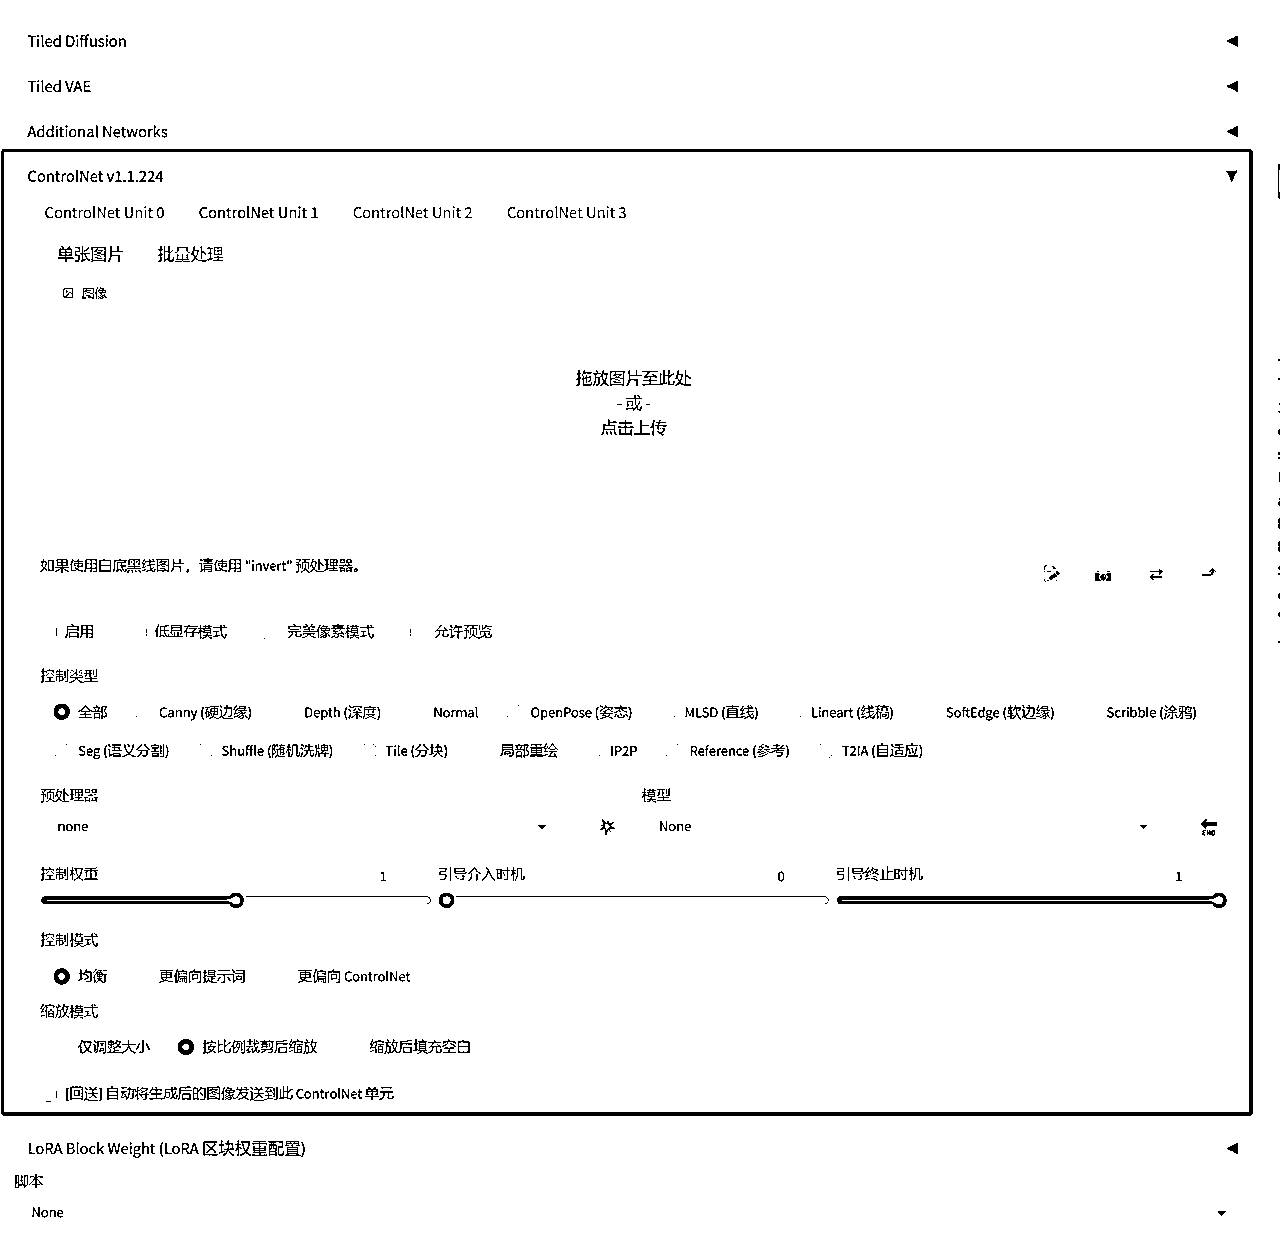 Tiled Diffusion
Tiled VAE
Additional Networks
ControlNet v1.1.224
ControlNet Unit 0 ControlNet Unit 1 ControlNet Unit 2 ControlNet Unit 3
单张图片 批量处理
图像
拖放图片至此处
- 或 -
点击上传
如果使用白底黑线图片，请使用 "invert" 预处理器。
启用 低显存模式 完美像素模式 允许预览
控制类型
全部 Canny (硬边缘) Depth (深度) Normal OpenPose (姿态) MLSD (直线) Lineart (线稿) SoftEdge (软边缘) Scribble (涂鸦)
Seg (语义分割) Shuffle (随机洗牌) Tile (分块) 局部重绘 IP2P Reference (参考) T2IA (自适应)
预处理器 模型
none None
控制权重 1 引导介入时机 0 引导终止时机 1
控制模式
均衡 更偏向提示词 更偏向 ControlNet
缩放模式
仅调整大小 按比例裁剪后缩放 缩放后填充空白
[回送] 自动将生成后的图像发送到此 ControlNet 单元
LoRA Block Weight (LoRA 区块权重配置)
脚本
None